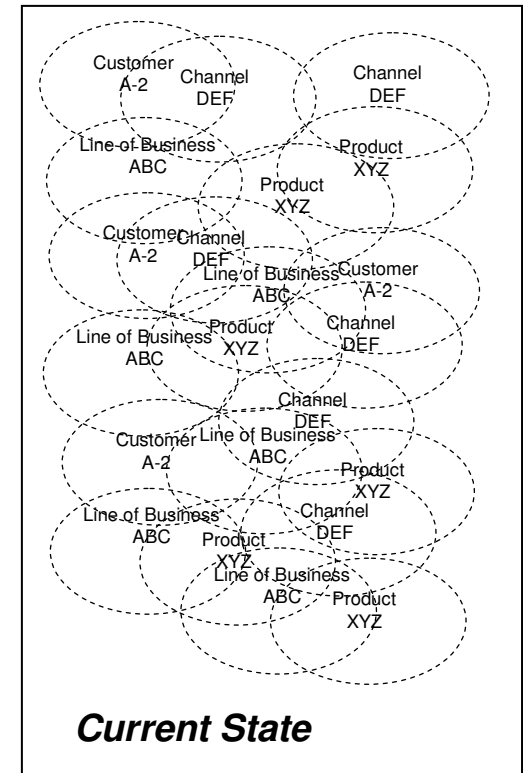 Customer
A-2
Channel
DEF
Channel
DEF
Line of Business
ABC
Product
XYZ
Product
XYZ
Customer
A-2
Channel
DEF
Line of Business
ABC
Customer
A-2
Line of Business
ABC
Product
XYZ
Channel
DEF
Channel
DEF
Customer
A-2
Line of Business
ABC
Product
XYZ
Line of Business
ABC
Channel
DEF
Product
XYZ
Line of Business
ABC
Product
XYZ
Current State